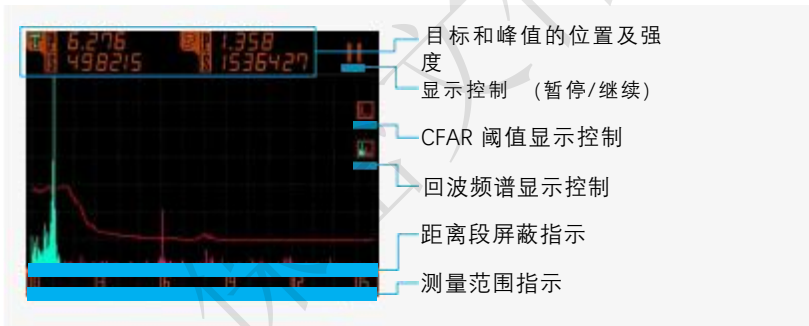 6.276
498215
1.358
1536427
目标和峰值的位置及强
度
显示控制 (暂停/继续)
CFAR 阈值显示控制
回波频谱显示控制
距离段屏蔽指示
测量范围指示